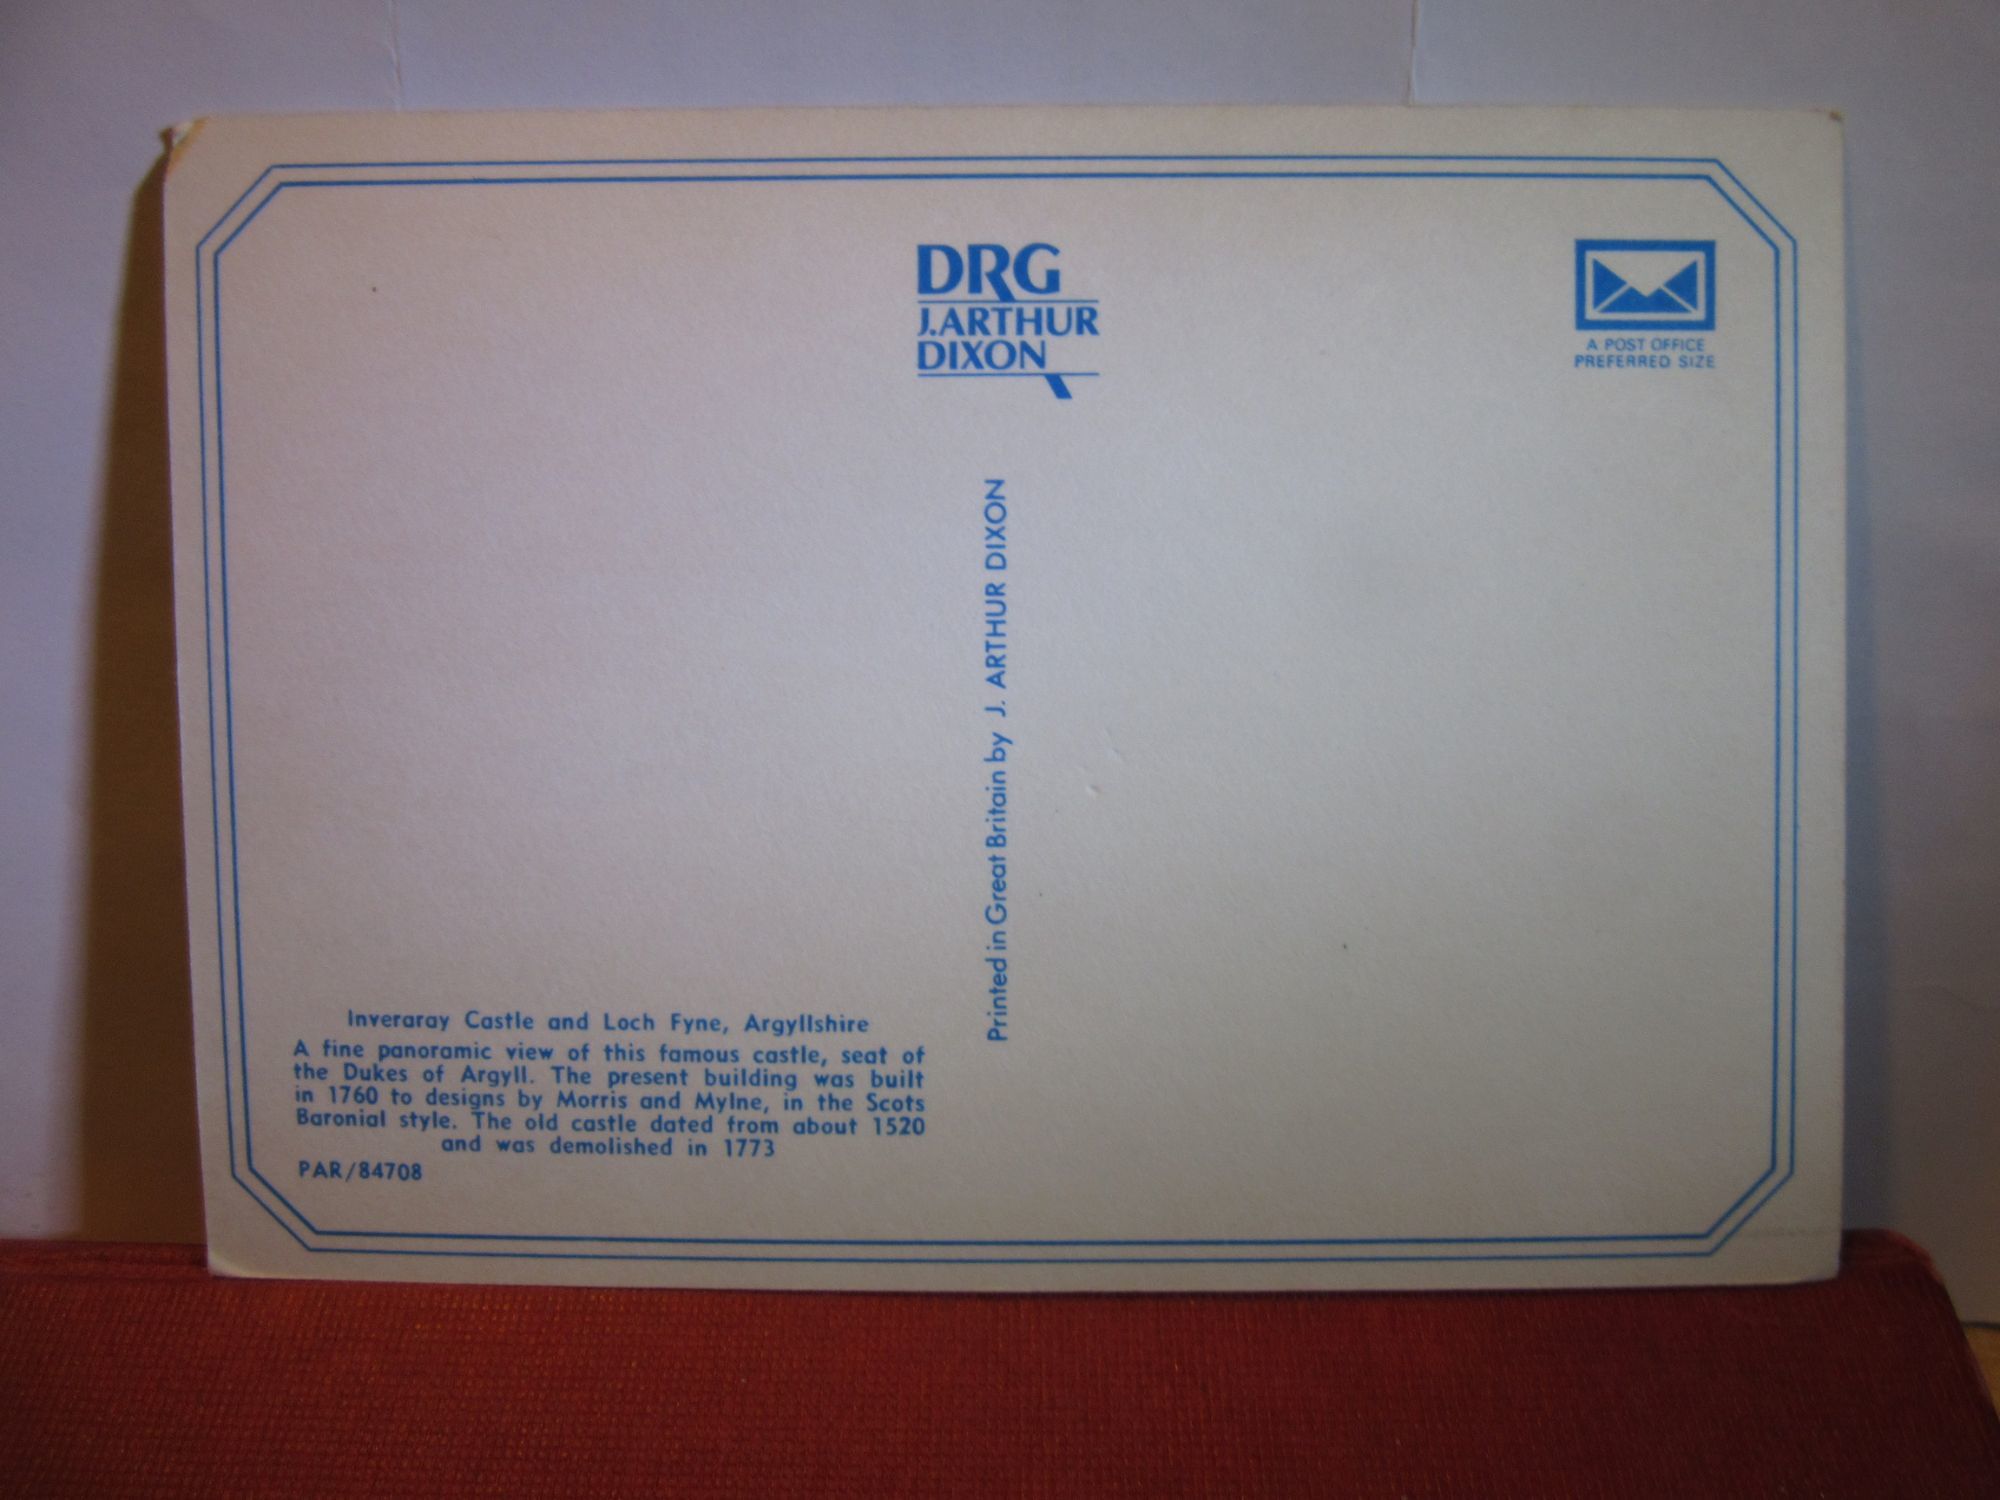 DRG
J.ARTHUR
DIXON
A POST OFFICE
PREFERRED SIZE
Printed in Great Britain by J. ARTHUR DIXON
Inveraray Castle and Loch Fyne, Argyllshire
A fine panoramic view of this famous castle, seat of
the Dukes of Argyll. The present building was built
in 1760 to designs by Morris and Mylne, in the Scots
Baronial style. The old castle dated from about 1520
and was demolished in 1773
PAR/84708